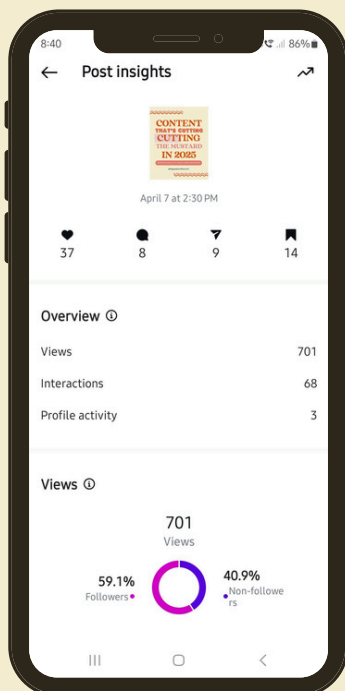 8:40
86%
Post insights
CONTENT
THAT'S CUTTING
CUTTING
THE MUSTARD
IN 2025
April 7 at 2:30 PM
37 8 9 14
Overview
Views 701
Interactions 68
Profile activity 3
Views
701
Views
59.1%
Followers
40.9%
Non-followe
rs